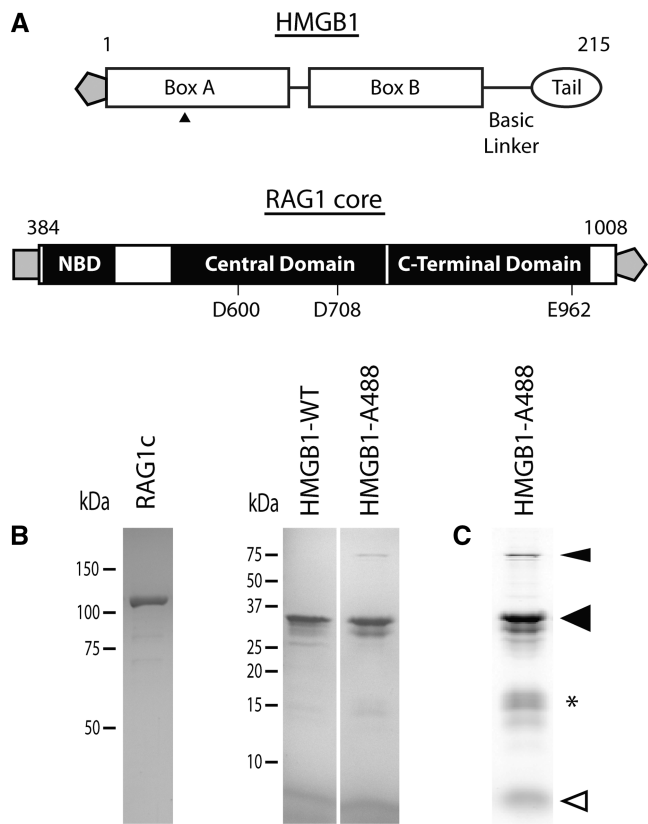 A
HMGB1
1 215
Box A Box B Tail
Basic
Linker
RAG1 core
384 1008
NBD Central Domain C-Terminal Domain
D600 D708 E962
B
kDa RAG1c
150
100
75
50
kDa HMGB1-WT HMGB1-A488
75
50
37
25
20
15
10
C
HMGB1-A488
*